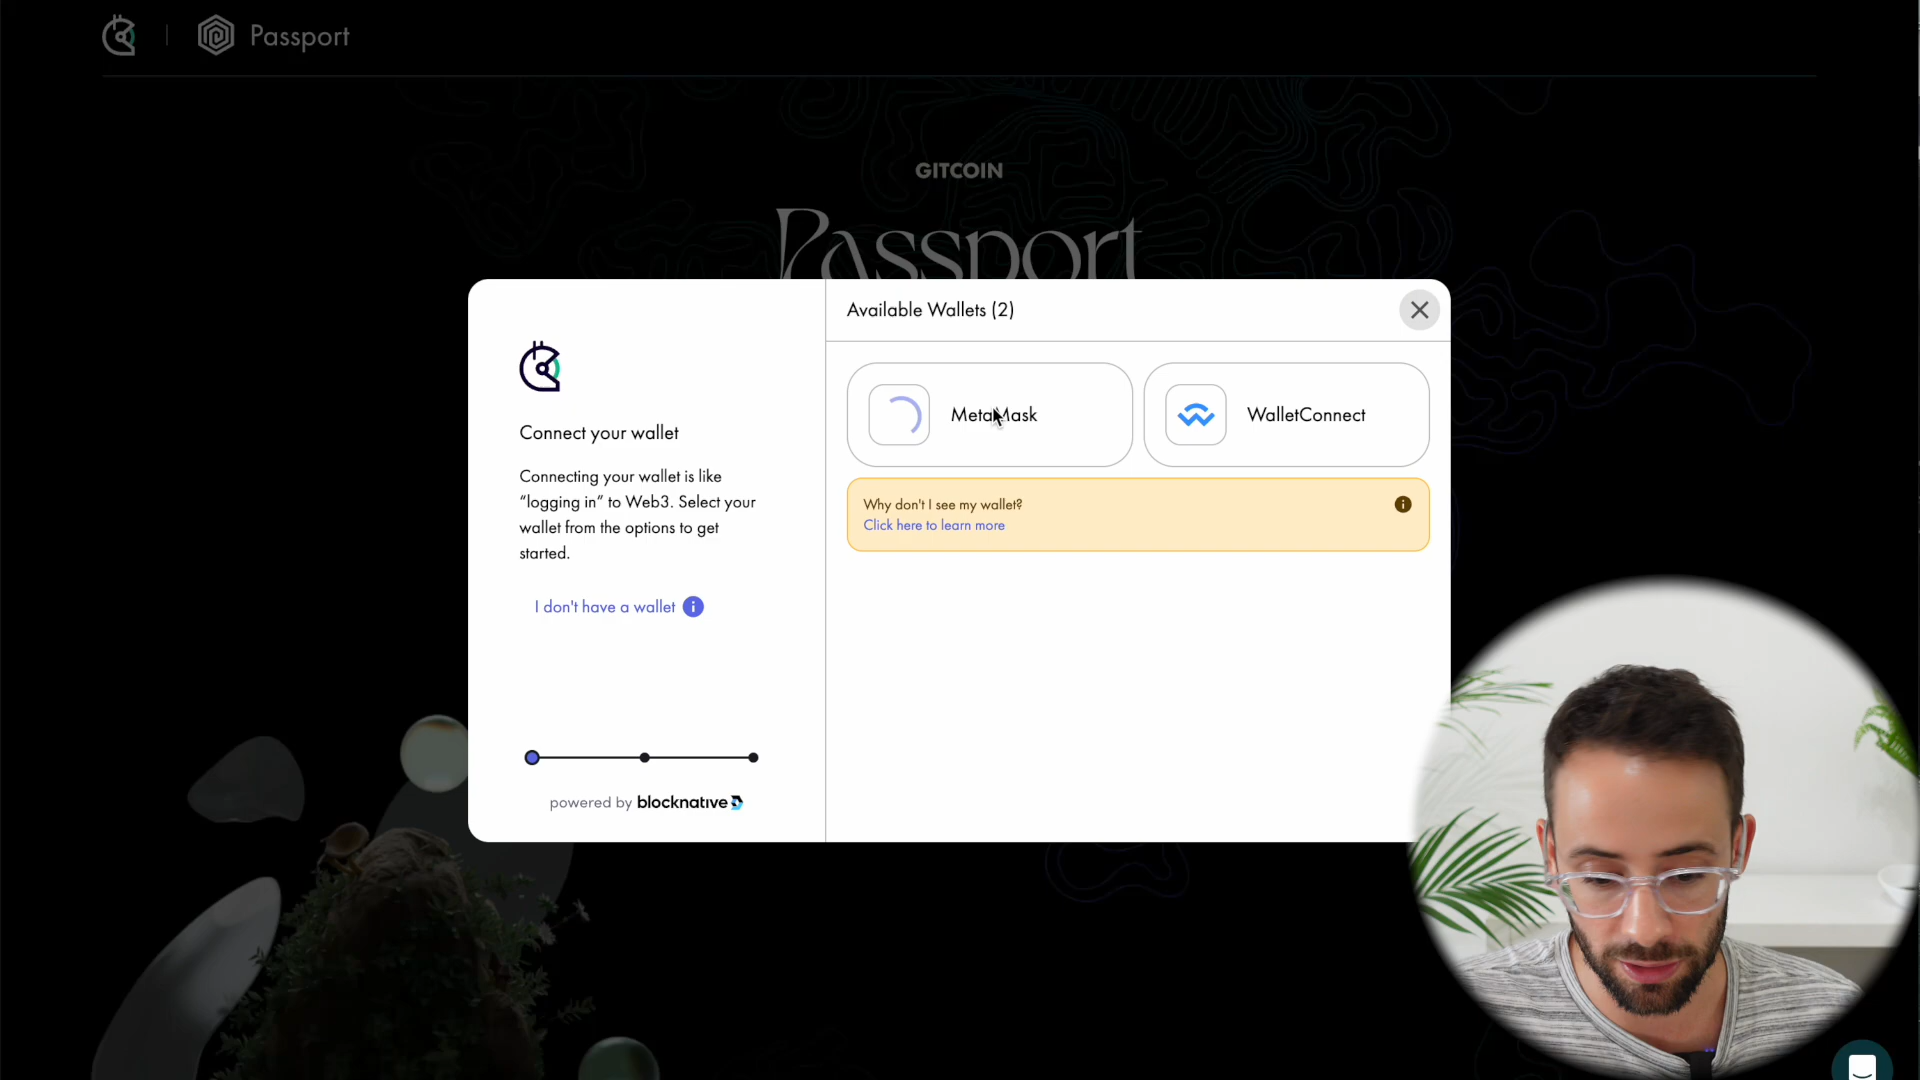 Passport
GITCOIN
Passport
Available Wallets (2)
Connect your wallet
Connecting your wallet is like
“logging in” to Web3. Select your
wallet from the options to get
started.
I don't have a wallet
powered by blocknative
MetaMask
WalletConnect
Why don't I see my wallet?
Click here to learn more